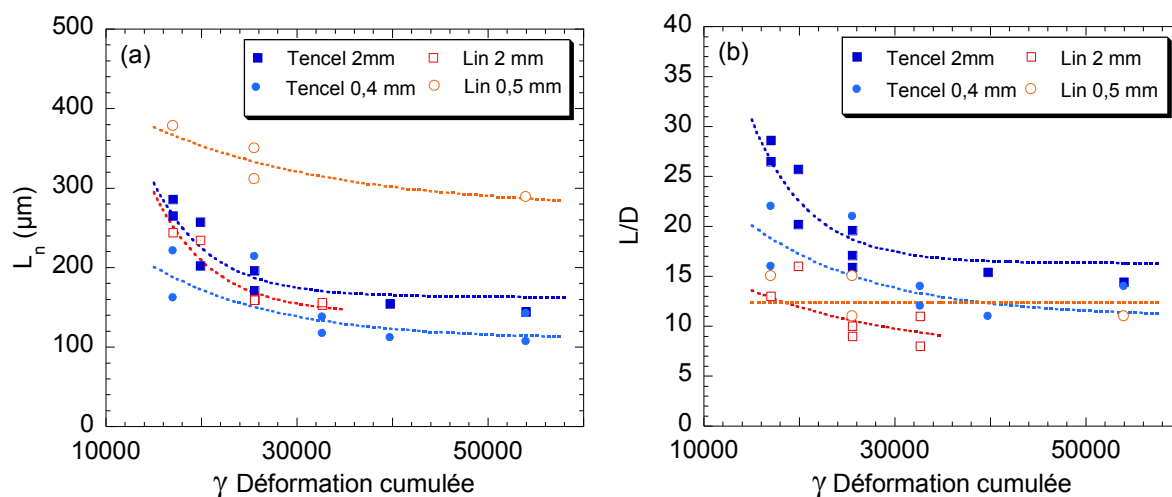 (a)
Tencel 2mm
Lin 2 mm
Tencel 0,4 mm
Lin 0,5 mm
500
400
300
200
100
0
Ln (µm)
10000
30000
50000
γ Déformation cumulée
(b)
Tencel 2mm
Lin 2 mm
Tencel 0,4 mm
Lin 0,5 mm
40
35
30
25
20
15
10
5
0
L/D
10000
30000
50000
γ Déformation cumulée